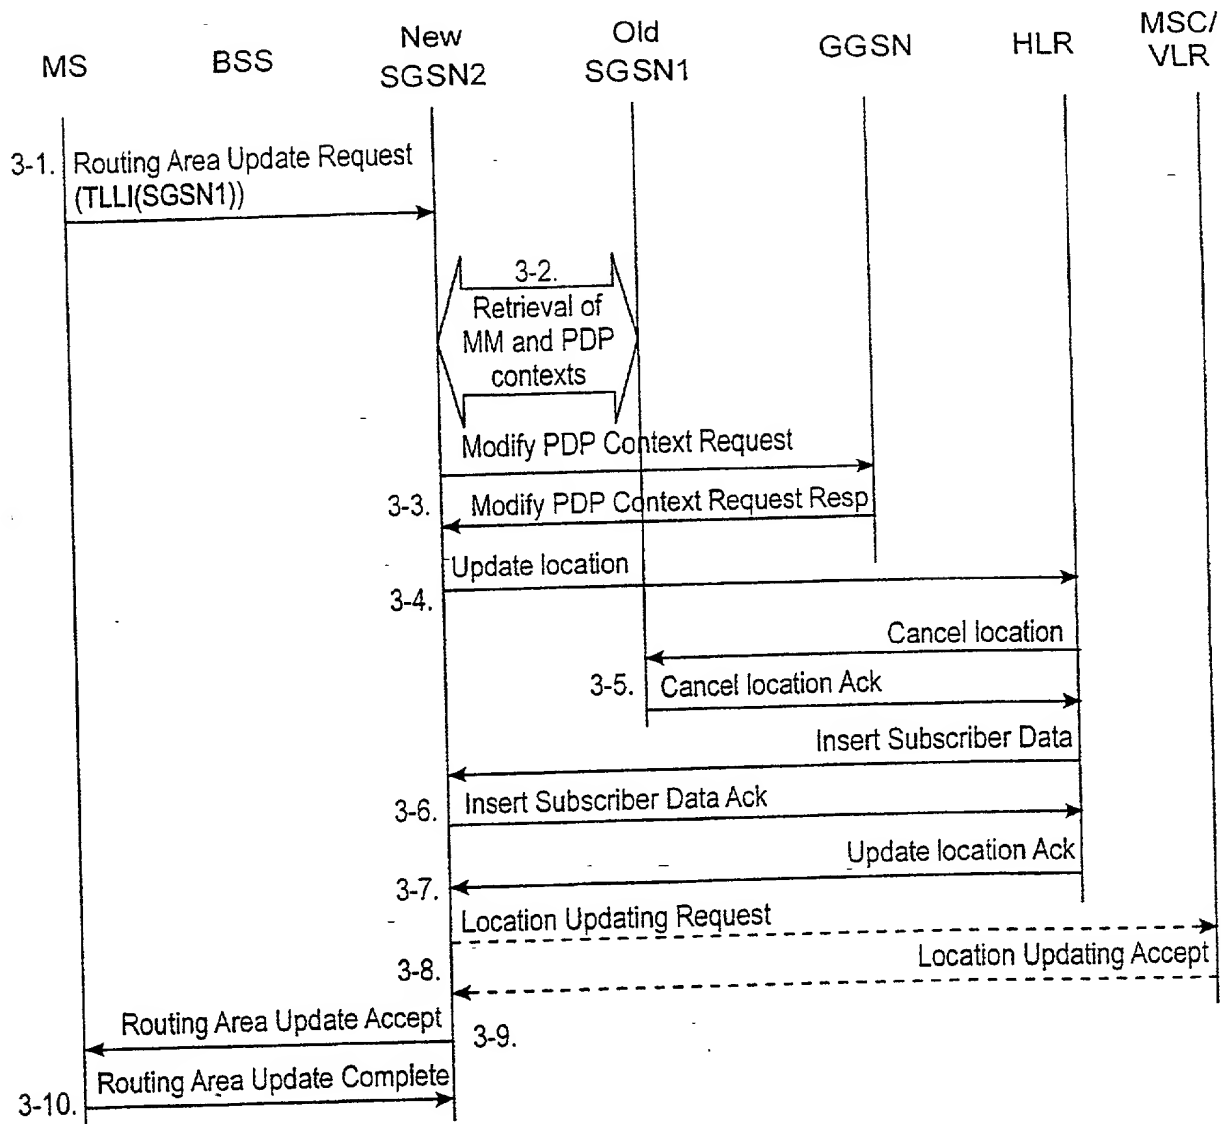 MS
BSS
New
SGSN2
Old
SGSN1
GGSN
HLR
MSC/
VLR
3-1.
Routing Area Update Request
(TLLI(SGSN1))
3-2.
Retrieval of
MM and PDP
contexts
Modify PDP Context Request
3-3.
Modify PDP Context Request Resp
Update location
3-4.
Cancel location
3-5.
Cancel location Ack
Insert Subscriber Data
3-6.
Insert Subscriber Data Ack
Update location Ack
3-7.
Location Updating Request
Location Updating Accept
3-8.
Routing Area Update Accept
3-9.
Routing Area Update Complete
3-10.